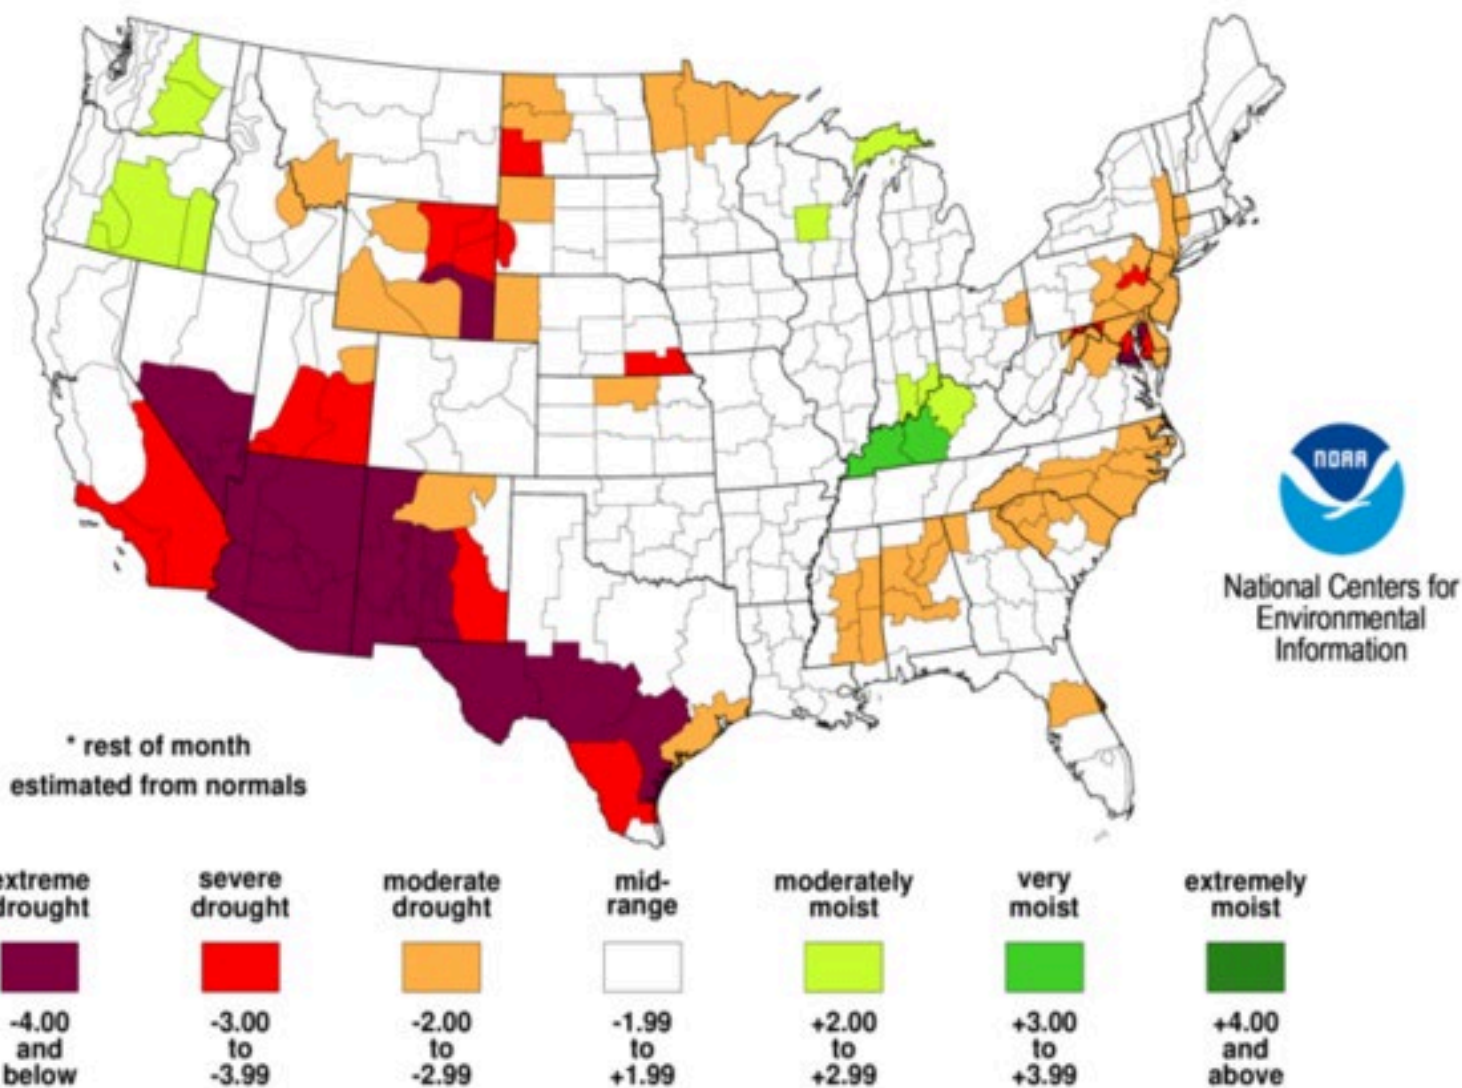 NOAA
National Centers for
Environmental
Information
* rest of month
estimated from normals
extreme
drought
severe
drought
moderate
drought
mid-
range
moderately
moist
very
moist
extremely
moist
-4.00
and
below
-3.00
to
-3.99
-2.00
to
-2.99
-1.99
to
+1.99
+2.00
to
+2.99
+3.00
to
+3.99
+4.00
and
above